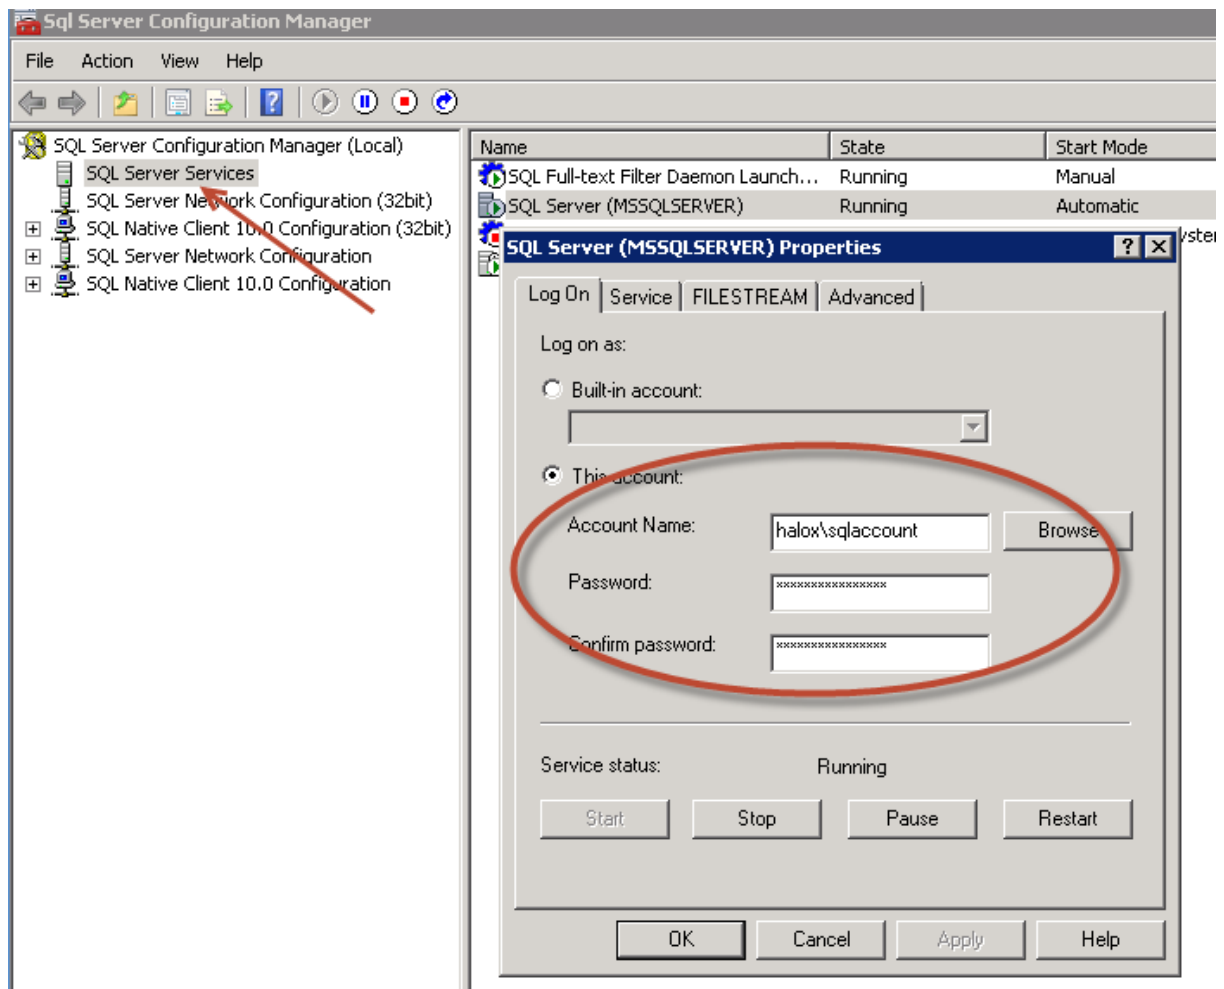 Sql Server Configuration Manager
File Action View Help
SQL Server Configuration Manager (Local)
SQL Server Services
SQL Server Network Configuration (32bit)
SQL Native Client 10.0 Configuration (32bit)
SQL Server Network Configuration
SQL Native Client 10.0 Configuration
Name State Start Mode
SQL Full-text Filter Daemon Launch... Running Manual
SQL Server (MSSQLSERVER) Running Automatic
SQL Server (MSSQLSERVER) Properties
Log On Service FILESTREAM Advanced
Log on as:
Built-in account:
This account:
Account Name: halox\sqlaccount Browse
Password: ****************
Confirm password: ****************
Service status: Running
Start Stop Pause Restart
OK Cancel Apply Help